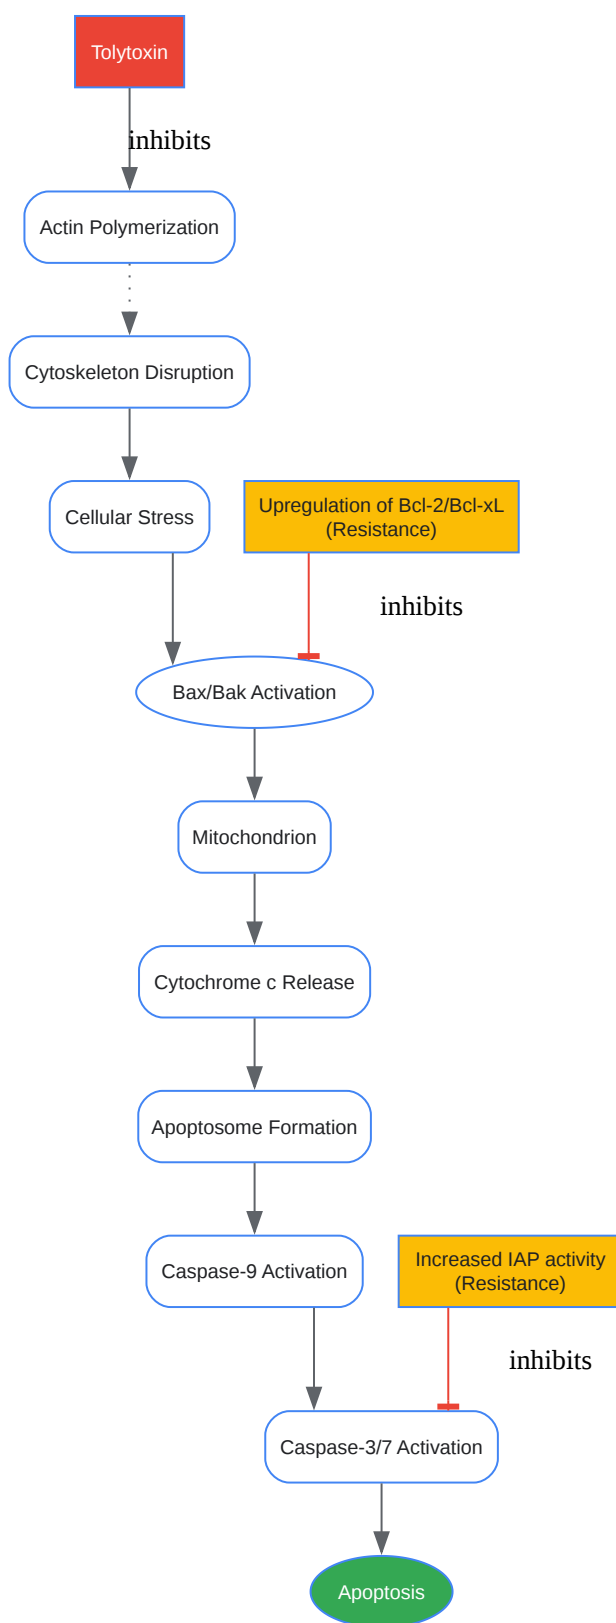 Tolytoxin
inhibits
Actin Polymerization
Cytoskeleton Disruption
Cellular Stress
Upregulation of Bcl-2/Bcl-xL
(Resistance)
inhibits
Bax/Bak Activation
Mitochondrion
Cytochrome c Release
Apoptosome Formation
Caspase-9 Activation
Increased IAP activity
(Resistance)
inhibits
Caspase-3/7 Activation
Apoptosis